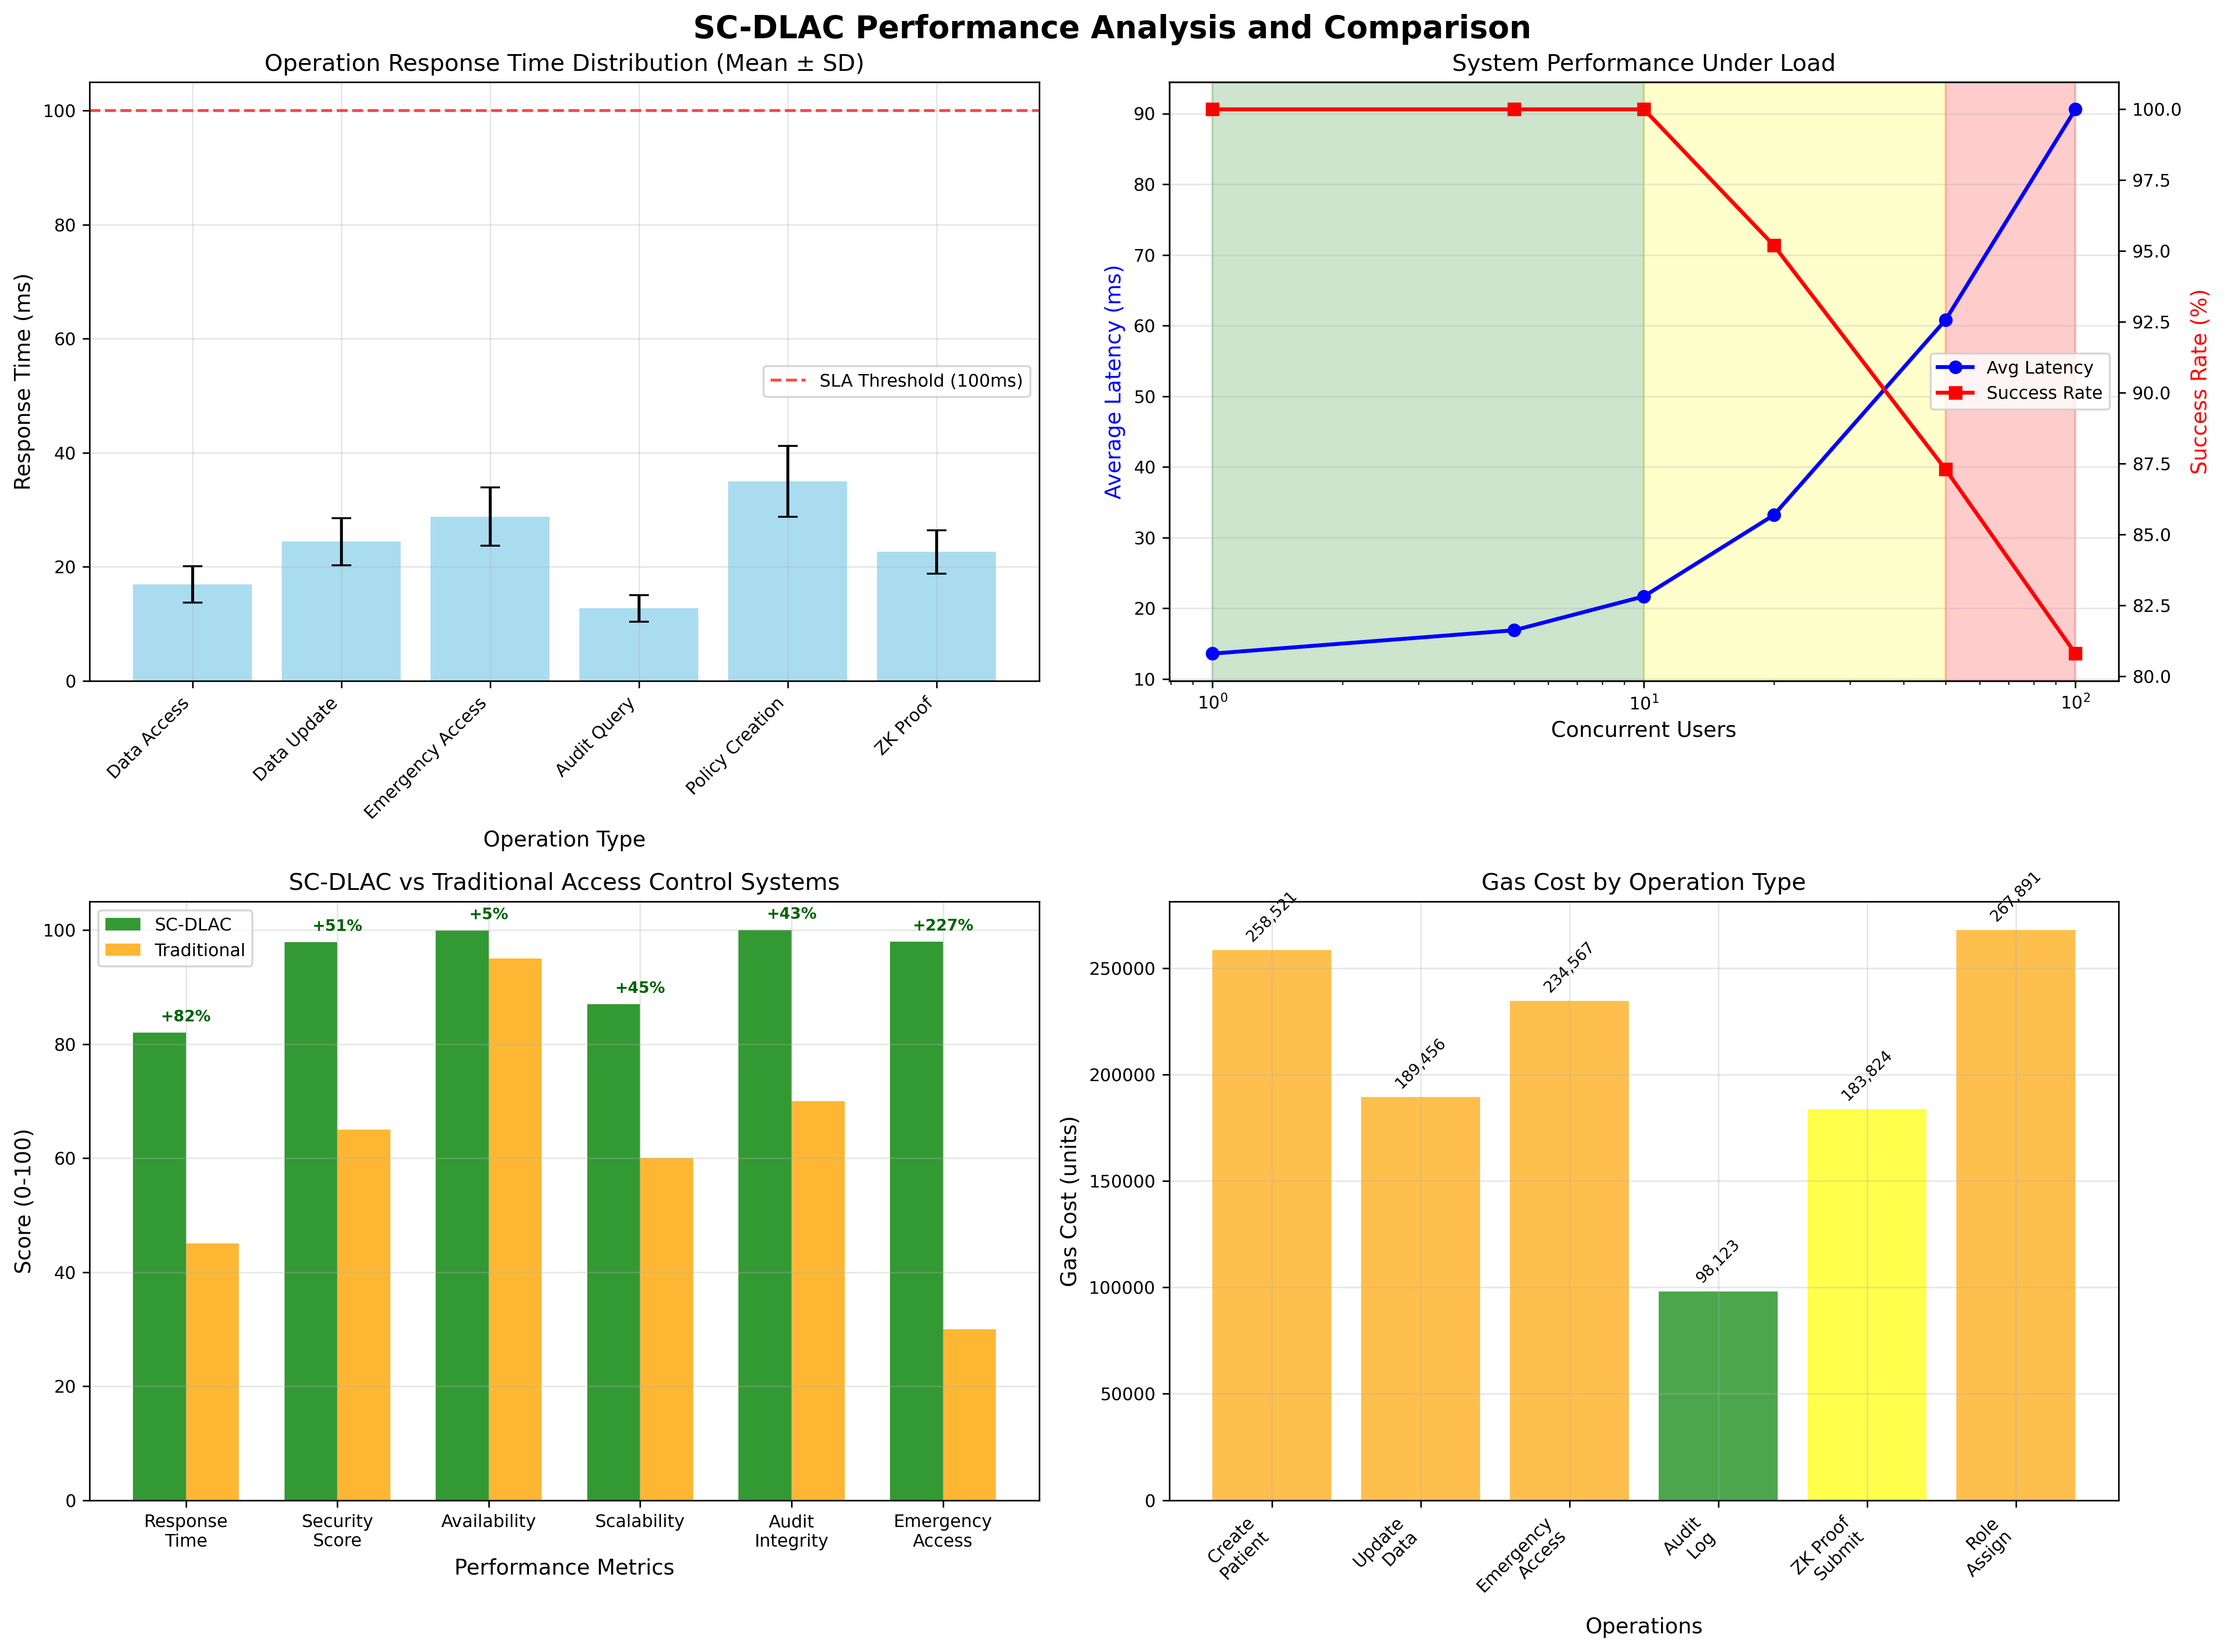 SC-DLAC Performance Analysis and Comparison
Operation Response Time Distribution (Mean ± SD)
Response Time (ms)
100
80
60
40
20
0
SLA Threshold (100ms)
Data Access
Data Update
Emergency Access
Audit Query
Policy Creation
ZK Proof
Operation Type
System Performance Under Load
Average Latency (ms)
90
80
70
60
50
40
30
20
10
Avg Latency
Success Rate
100.0
97.5
95.0
92.5
90.0
87.5
85.0
82.5
80.0
Success Rate (%)
10⁰
10¹
10²
Concurrent Users
SC-DLAC vs Traditional Access Control Systems
Score (0-100)
100
80
60
40
20
0
SC-DLAC
Traditional
+82%
+51%
+5%
+45%
+43%
+227%
Response
Time
Security
Score
Availability
Scalability
Audit
Integrity
Emergency
Access
Performance Metrics
Gas Cost by Operation Type
Gas Cost (units)
250000
200000
150000
100000
50000
0
258,521
189,456
234,567
98,123
183,824
267,891
Create
Patient
Update
Data
Emergency
Access
Audit
Log
ZK Proof
Submit
Role
Assign
Operations